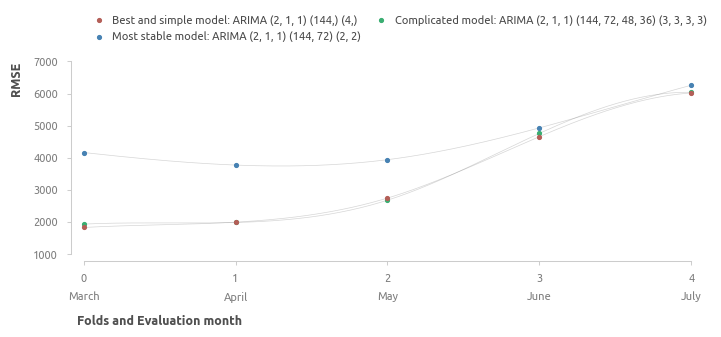 Best and simple model: ARIMA (2, 1, 1) (144,) (4,)
Complicated model: ARIMA (2, 1, 1) (144, 72, 48, 36) (3, 3, 3, 3)
Most stable model: ARIMA (2, 1, 1) (144, 72) (2, 2)
RMSE
7000
6000
5000
4000
3000
2000
1000
0 1 2 3 4
March April May June July
Folds and Evaluation month